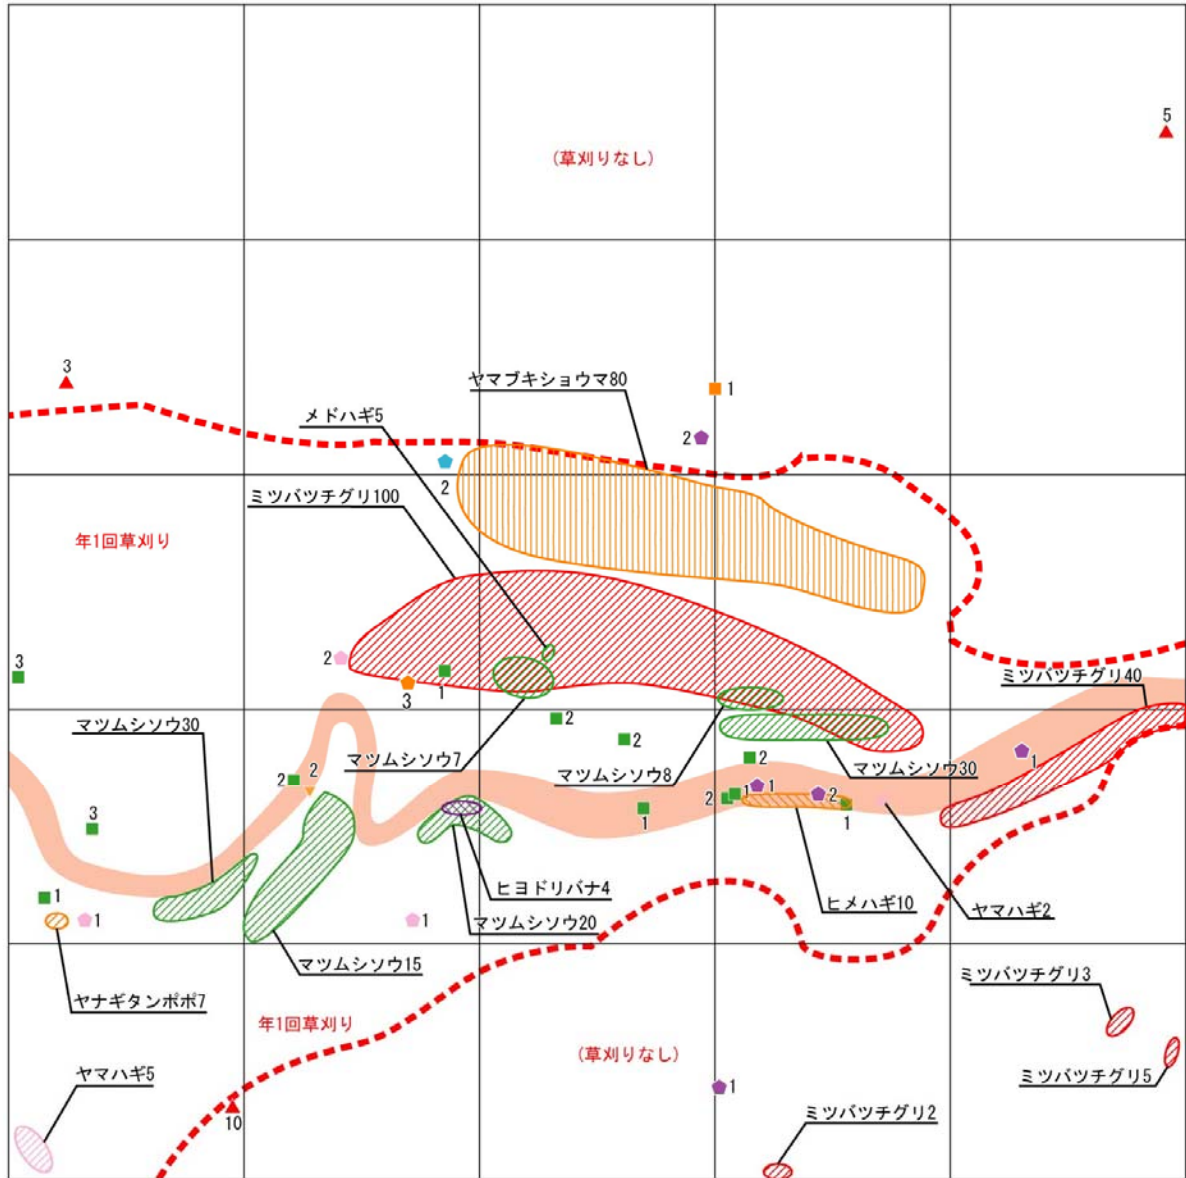 5
(草刈りなし)
3
ヤマブキショウマ80
1
メドハギ5
2
2
ミツバツチグリ100
年1回草刈り
2
3
1
3
ミツバツチグリ40
マツムシソウ30
2
2
マツムシソウ7
2
2
マツムシソウ8
2
マツムシソウ30
1
2
1
1
2
1
1
3
1
1
1
ヒヨドリバナ4
マツムシソウ20
ヒメハギ10
ヤマハギ2
マツムシソウ15
ヤナギタンポポ7
ミツバツチグリ3
年1回草刈り
(草刈りなし)
ヤマハギ5
ミツバツチグリ5
1
10
ミツバツチグリ2